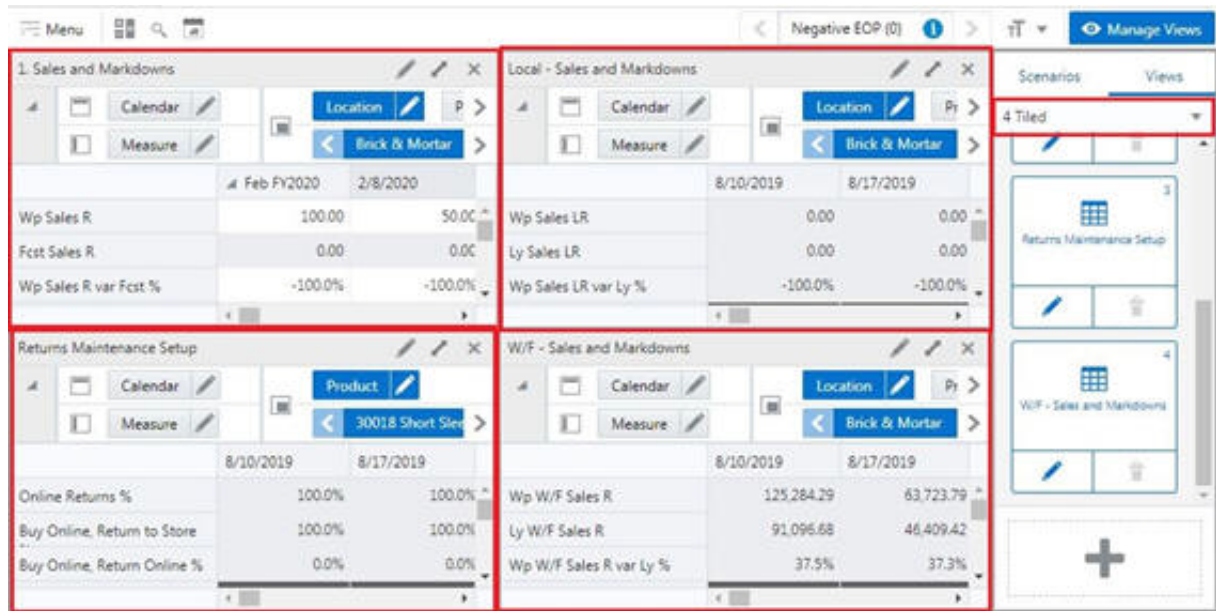 Menu
Negative EOP (0)
Manage Views
1. Sales and Markdowns
Calendar
Location
P
Measure
Brick & Mortar
Feb FY2020 2/8/2020
Wp Sales R 100.00 50.00
Fcst Sales R 0.00 0.00
Wp Sales R var Fcst % -100.0% -100.0%
Local - Sales and Markdowns
Calendar
Location
Pr
Measure
Brick & Mortar
8/10/2019 8/17/2019
Wp Sales LR 0.00 0.00
Ly Sales LR 0.00 0.00
Wp Sales LR var Ly % -100.0% -100.0%
Returns Maintenance Setup
Calendar
Product
Measure
30018 Short Slee
8/10/2019 8/17/2019
Online Returns % 100.0% 100.0%
Buy Online, Return to Store 100.0% 100.0%
Buy Online, Return Online % 0.0% 0.0%
W/F - Sales and Markdowns
Calendar
Location
Pr
Measure
Brick & Mortar
8/10/2019 8/17/2019
Wp W/F Sales R 125,284.29 63,723.79
Ly W/F Sales R 91,096.68 46,409.42
Wp W/F Sales R var Ly % 37.5% 37.3%
Scenarios Views
4 Tiled
3
Returns Maintenance Setup
4
W/F - Sales and Markdowns